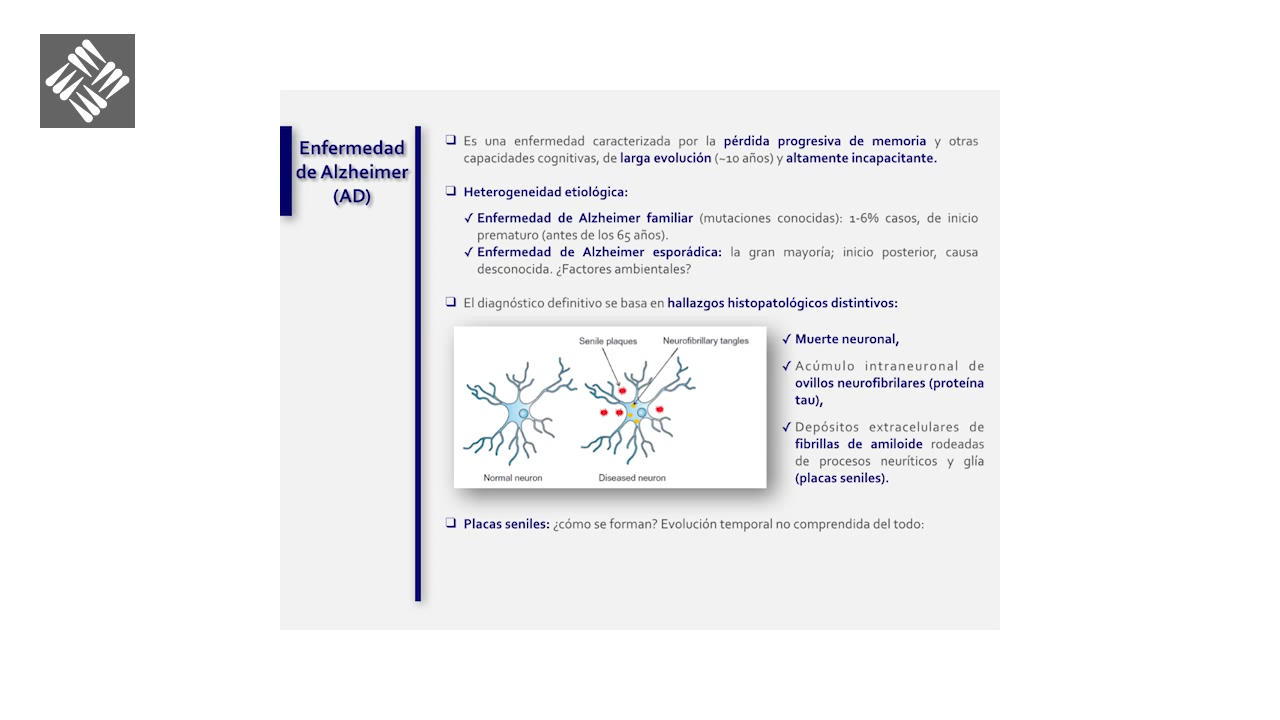 Enfermedad
de Alzheimer
(AD)
❑ Es una enfermedad caracterizada por la pérdida progresiva de memoria y otras
capacidades cognitivas, de larga evolución (~10 años) y altamente incapacitante.
❑ Heterogeneidad etiológica:
✓ Enfermedad de Alzheimer familiar (mutaciones conocidas): 1-6% casos, de inicio
prematuro (antes de los 65 años).
✓ Enfermedad de Alzheimer esporádica: la gran mayoría; inicio posterior, causa
desconocida. ¿Factores ambientales?
❑ El diagnóstico definitivo se basa en hallazgos histopatológicos distintivos:
Senile plaques
Neurofibrillary tangles
Normal neuron
Diseased neuron
✓ Muerte neuronal,
✓ Acúmulo intraneuronal de
ovillos neurofibrilares (proteína
tau),
✓ Depósitos extracelulares de
fibrillas de amiloide rodeadas
de procesos neuríticos y glía
(placas seniles).
❑ Placas seniles: ¿cómo se forman? Evolución temporal no comprendida del todo: